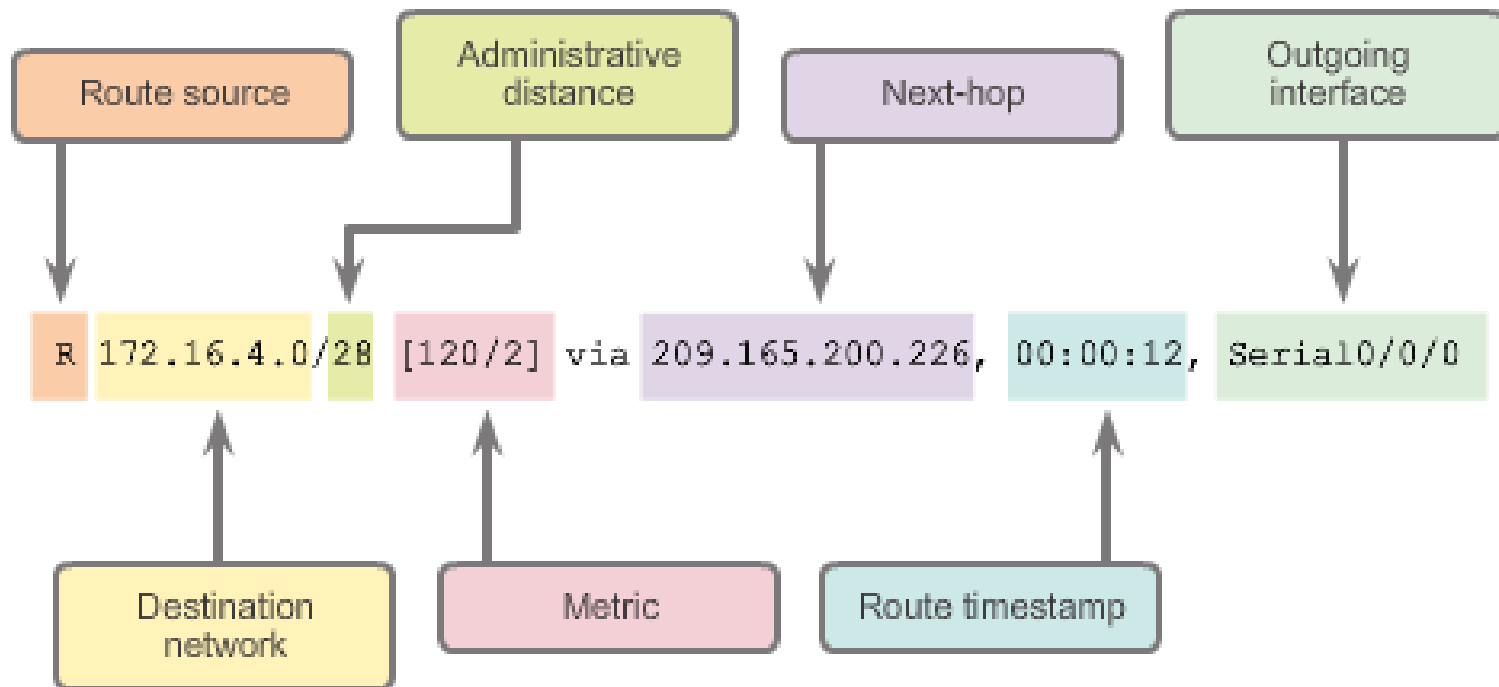 Route source
Administrative
distance
Next-hop
Outgoing
interface
R 172.16.4.0/28 [120/2] via 209.165.200.226, 00:00:12, Serial0/0/0
Destination
network
Metric
Route timestamp